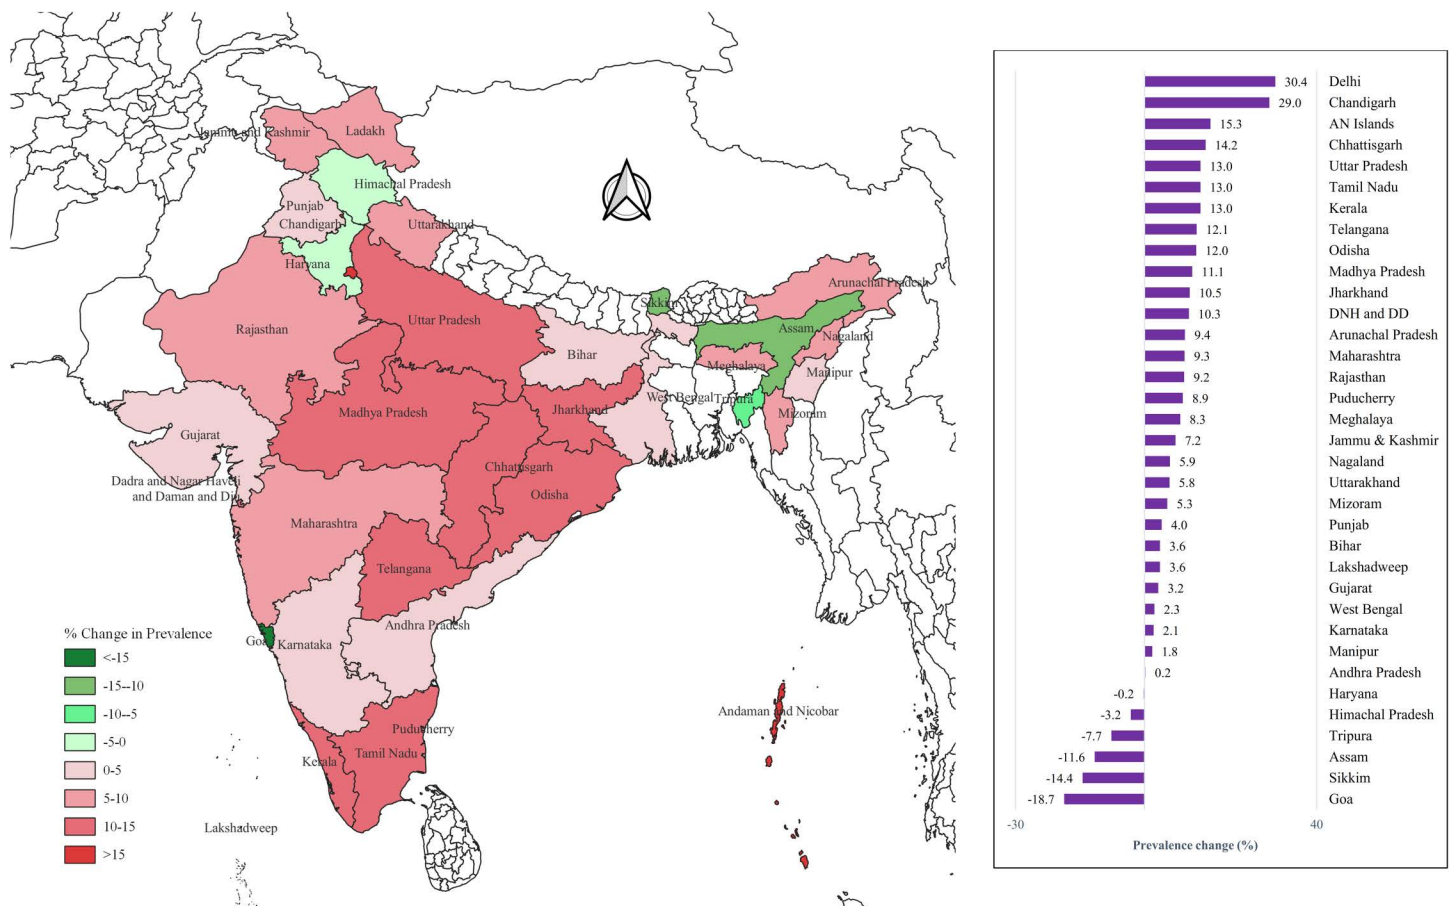 Jammu and Kashmir
Ladakh
Himachal Pradesh
Punjab
Chandigarh
Uttarakhand
Haryana
Arunachal Pradesh
Sikkim
Uttar Pradesh
Assam
Rajasthan
Nagaland
Bihar
Meghalaya
Manipur
West Bengal
Tripura
Jharkhand
Mizoram
Madhya Pradesh
Gujarat
Chhattisgarh
Dadra and Nagar Haveli
and Daman and Diu
Odisha
Maharashtra
Telangana
Andhra Pradesh
Goa
Karnataka
Andaman and Nicobar
Puducherry
Tamil Nadu
Kerala
Lakshadweep
% Change in Prevalence
<-15
-15--10
-10--5
-5-0
0-5
5-10
10-15
>15
30.4 Delhi
29.0 Chandigarh
15.3 AN Islands
14.2 Chhattisgarh
13.0 Uttar Pradesh
13.0 Tamil Nadu
13.0 Kerala
12.1 Telangana
12.0 Odisha
11.1 Madhya Pradesh
10.5 Jharkhand
10.3 DNH and DD
9.4 Arunachal Pradesh
9.3 Maharashtra
9.2 Rajasthan
8.9 Puducherry
8.3 Meghalaya
7.2 Jammu & Kashmir
5.9 Nagaland
5.8 Uttarakhand
5.3 Mizoram
4.0 Punjab
3.6 Bihar
3.6 Lakshadweep
3.2 Gujarat
2.3 West Bengal
2.1 Karnataka
1.8 Manipur
0.2 Andhra Pradesh
-0.2 Haryana
-3.2 Himachal Pradesh
-7.7 Tripura
-11.6 Assam
-14.4 Sikkim
-18.7 Goa
-30 40
Prevalence change (%)